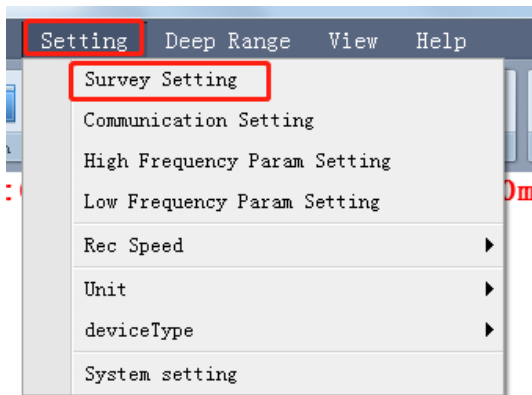 Setting Deep Range View Help
Survey Setting
Communication Setting
High Frequency Param Setting
Low Frequency Param Setting
Rec Speed
Unit
deviceType
System setting